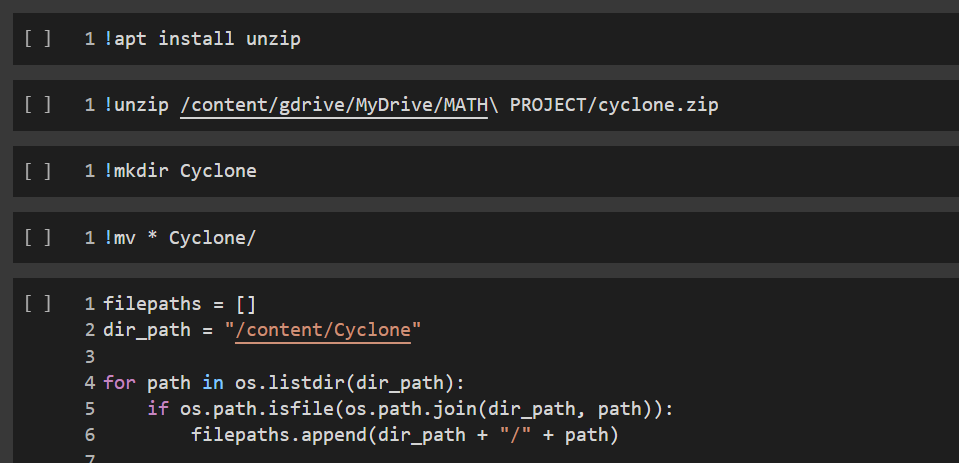 [ ] 1 !apt install unzip
[ ] 1 !unzip /content/gdrive/MyDrive/MATH\ PROJECT/cyclone.zip
[ ] 1 !mkdir Cyclone
[ ] 1 !mv * Cyclone/
[ ] 1 filepaths = []
2 dir_path = "/content/Cyclone"
3
4 for path in os.listdir(dir_path):
5     if os.path.isfile(os.path.join(dir_path, path)):
6         filepaths.append(dir_path + "/" + path)
7